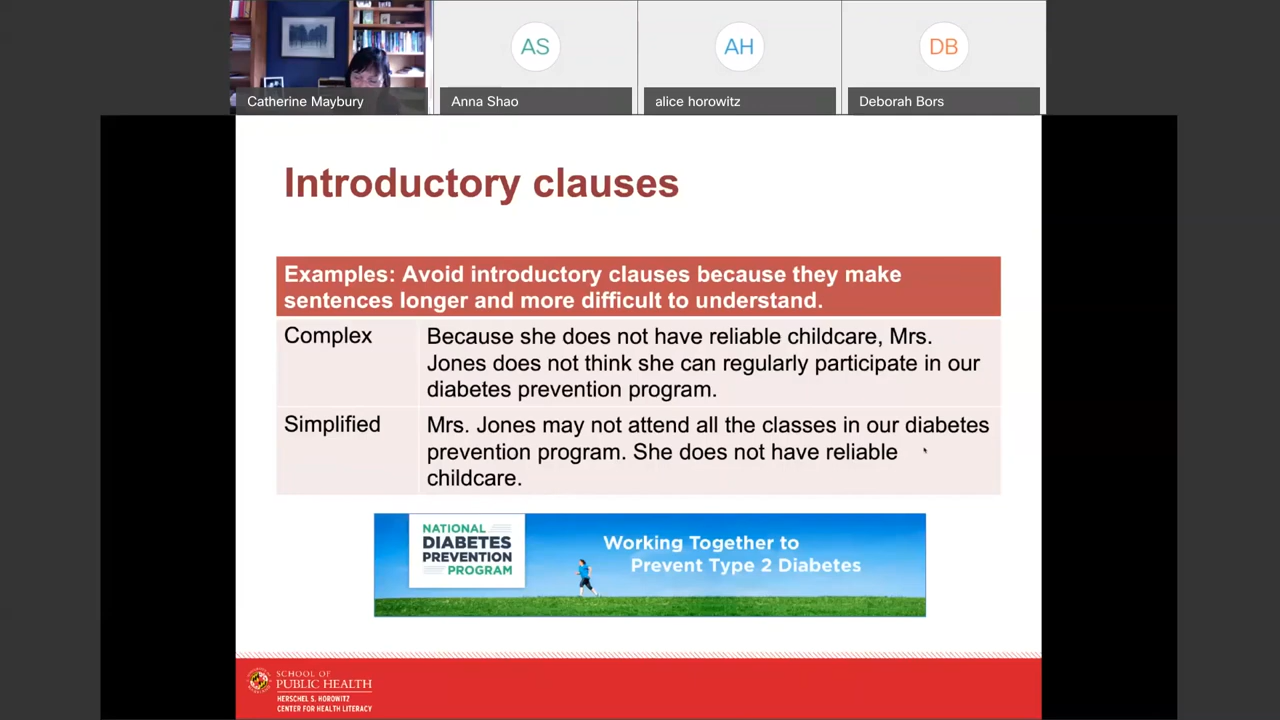 AS
AH
DB
Catherine Maybury
Anna Shao
alice horowitz
Deborah Bors
Introductory clauses
Examples: Avoid introductory clauses because they make
sentences longer and more difficult to understand.
Complex
Because she does not have reliable childcare, Mrs.
Jones does not think she can regularly participate in our
diabetes prevention program.
Simplified
Mrs. Jones may not attend all the classes in our diabetes
prevention program. She does not have reliable
childcare.
NATIONAL
DIABETES
PREVENTION
PROGRAM
Working Together to
Prevent Type 2 Diabetes
SCHOOL OF
PUBLIC HEALTH
HERSCHEL S. HOROWITZ
CENTER FOR HEALTH LITERACY